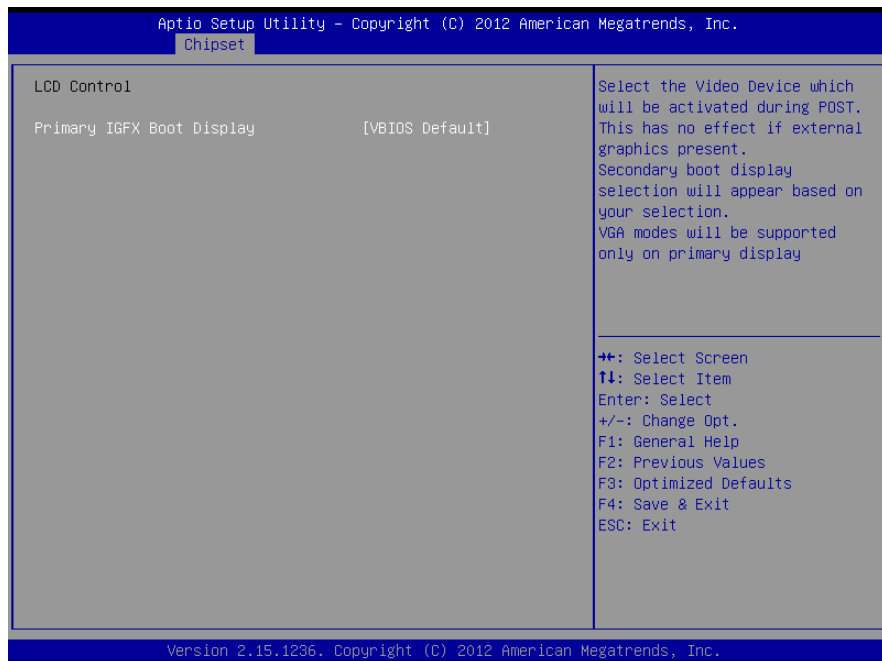 Aptio Setup Utility – Copyright (C) 2012 American Megatrends, Inc.
Chipset
LCD Control
Primary IGFX Boot Display [VBIOS Default]
Select the Video Device which
will be activated during POST.
This has no effect if external
graphics present.
Secondary boot display
selection will appear based on
your selection.
VGA modes will be supported
only on primary display
→←: Select Screen
↑↓: Select Item
Enter: Select
+/-: Change Opt.
F1: General Help
F2: Previous Values
F3: Optimized Defaults
F4: Save & Exit
ESC: Exit
Version 2.15.1236. Copyright (C) 2012 American Megatrends, Inc.